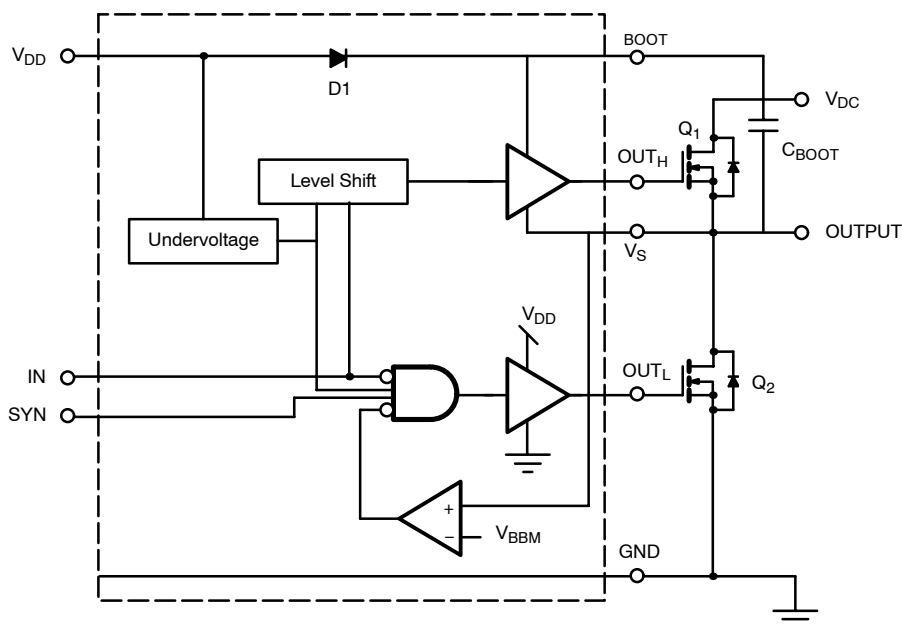 BOOT
V_DD
D1
V_DC
Q_1
C_BOOT
OUT_H
Level Shift
Undervoltage
OUTPUT
V_S
V_DD
IN
OUT_L
Q_2
SYN
+
−
V_BBM
GND